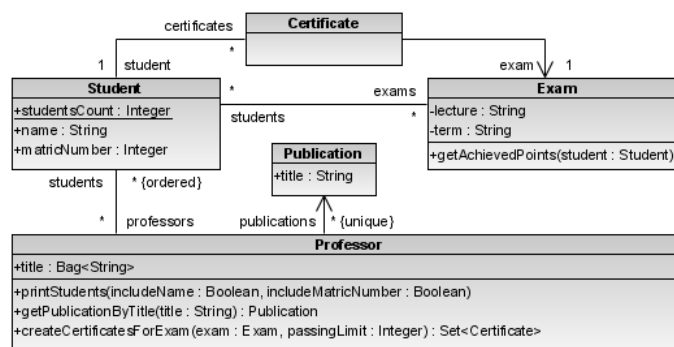 certificates
Certificate
*
1
student
exam
1
Student
+studentsCount : Integer
+name : String
+matricNumber : Integer
*
exams
students
*
Exam
-lecture : String
-term : String
+getAchievedPoints(student : Student)
Publication
+title : String
students
* {ordered}
*
professors
publications
* {unique}
Professor
+title : Bag<String>
+printStudents(includeName : Boolean, includeMatricNumber : Boolean)
+getPublicationByTitle(title : String) : Publication
+createCertificatesForExam(exam : Exam, passingLimit : Integer) : Set<Certificate>